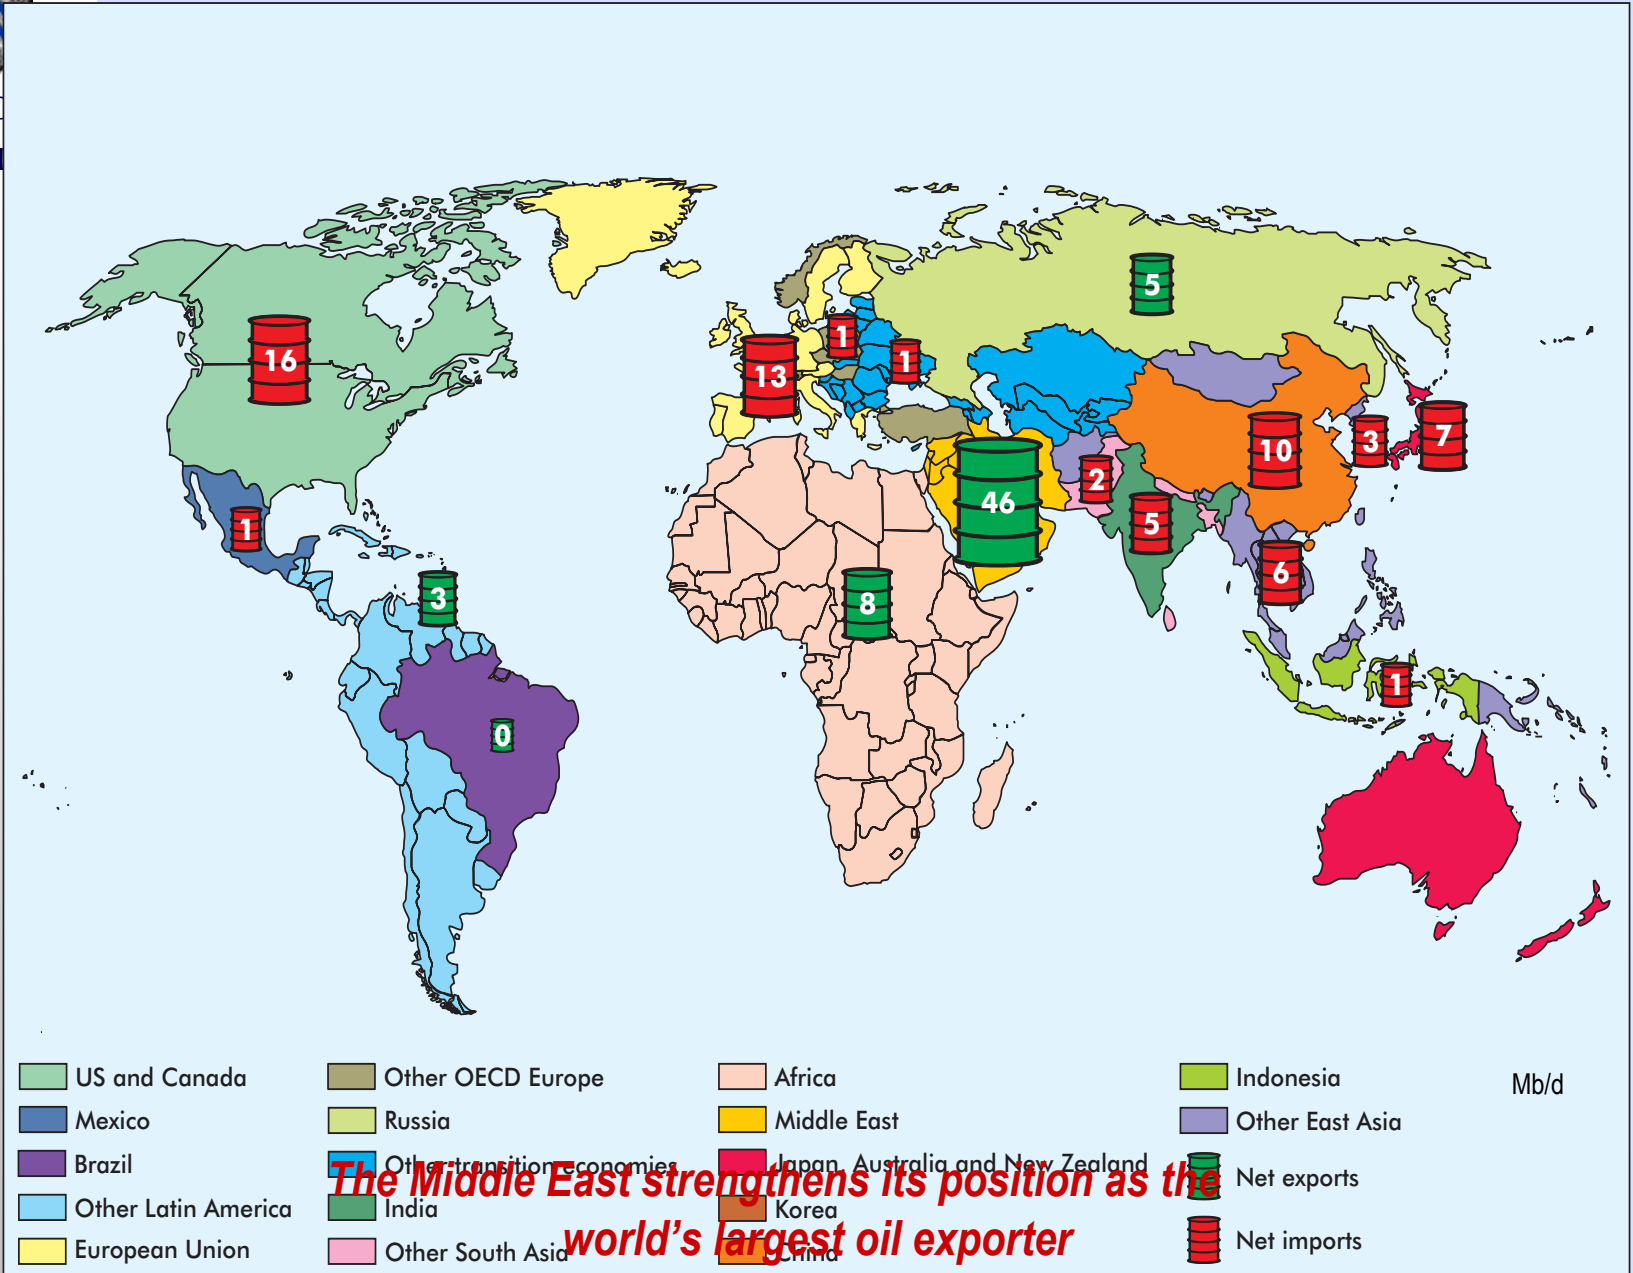 5
16
1
1
13
10
3
7
46
2
1
5
3
8
6
1
0
US and Canada
Other OECD Europe
Africa
Indonesia
Mb/d
Mexico
Russia
Middle East
Other East Asia
Brazil
Other transition economies
Japan, Australia and New Zealand
Net exports
The Middle East strengthens its position as the
Other Latin America
India
Korea
world's largest oil exporter
Net imports
European Union
Other South Asia
China